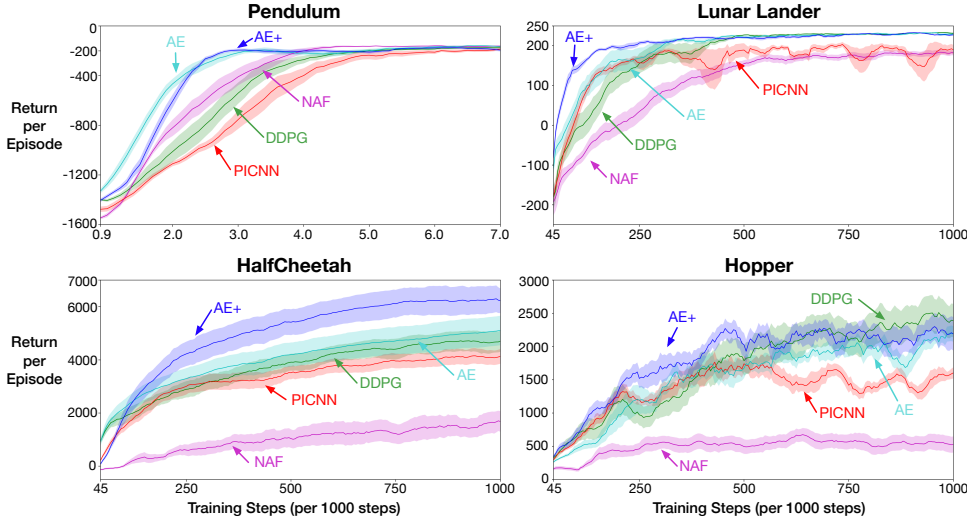 Pendulum
0
-200
-400
-800
-1200
-1600
Return
per
Episode
AE
AE+
NAF
DDPG
PICNN
0.9
2.0
3.0
4.0
5.0
6.0
7.0
Lunar Lander
250
200
100
0
-100
-200
AE+
PICNN
AE
DDPG
NAF
45
250
500
750
1000
HalfCheetah
7000
6000
4000
2000
0
Return
per
Episode
AE+
AE
DDPG
PICNN
NAF
45
250
500
750
1000
Training Steps (per 1000 steps)
Hopper
3000
2500
2000
1500
1000
500
0
DDPG
AE+
AE
PICNN
NAF
45
250
500
750
1000
Training Steps (per 1000 steps)